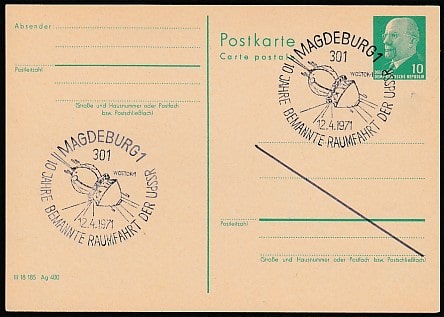 Absender:
Postleitzahl
Straße und Hausnummer oder Postfach
bzw. Postschließfach)
MAGDEBURG1
301
WOSTOK-1
12.4.1971
10 JAHRE BEMANNTE RAUMFAHRT DER UDSSR
III 18 185 Ag 400
Postkarte
Carte postale
MAGDEBURG1
301
WOSTOK-1
12.4.1971
10 JAHRE BEMANNTE RAUMFAHRT DER UDSSR
10
DEUTSCHE DEMOKRATISCHE REPUBLIK
Postleitzahl
(Straße und Hausnummer oder Postfach bzw. Postschließfach)